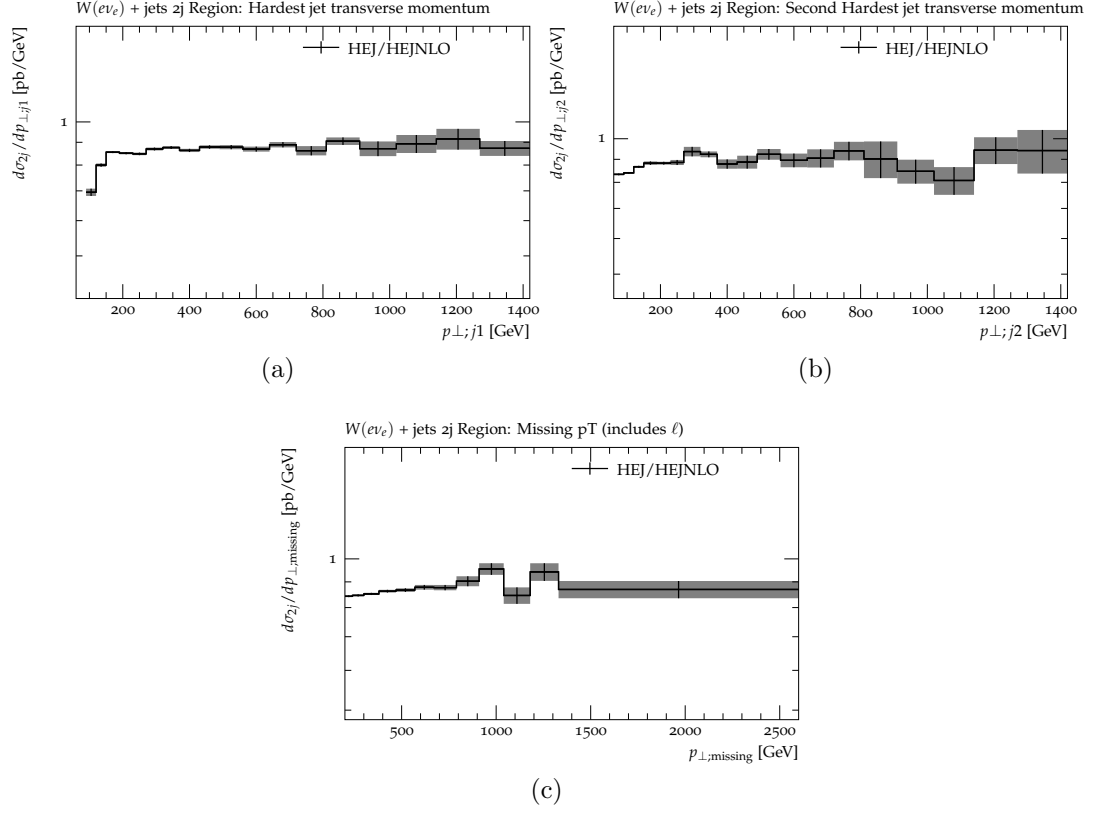 W(eνₑ) + jets 2j Region: Hardest jet transverse momentum
dσ₂ⱼ/dp⊥;j1 [pb/GeV]
HEJ/HEJNLO
1
200 400 600 800 1000 1200 1400
p⊥; j1 [GeV]
(a)
W(eνₑ) + jets 2j Region: Second Hardest jet transverse momentum
dσ₂ⱼ/dp⊥;j2 [pb/GeV]
HEJ/HEJNLO
1
200 400 600 800 1000 1200 1400
p⊥; j2 [GeV]
(b)
W(eνₑ) + jets 2j Region: Missing pT (includes ℓ)
dσ₂ⱼ/dp⊥;missing [pb/GeV]
HEJ/HEJNLO
1
500 1000 1500 2000 2500
p⊥;missing [GeV]
(c)